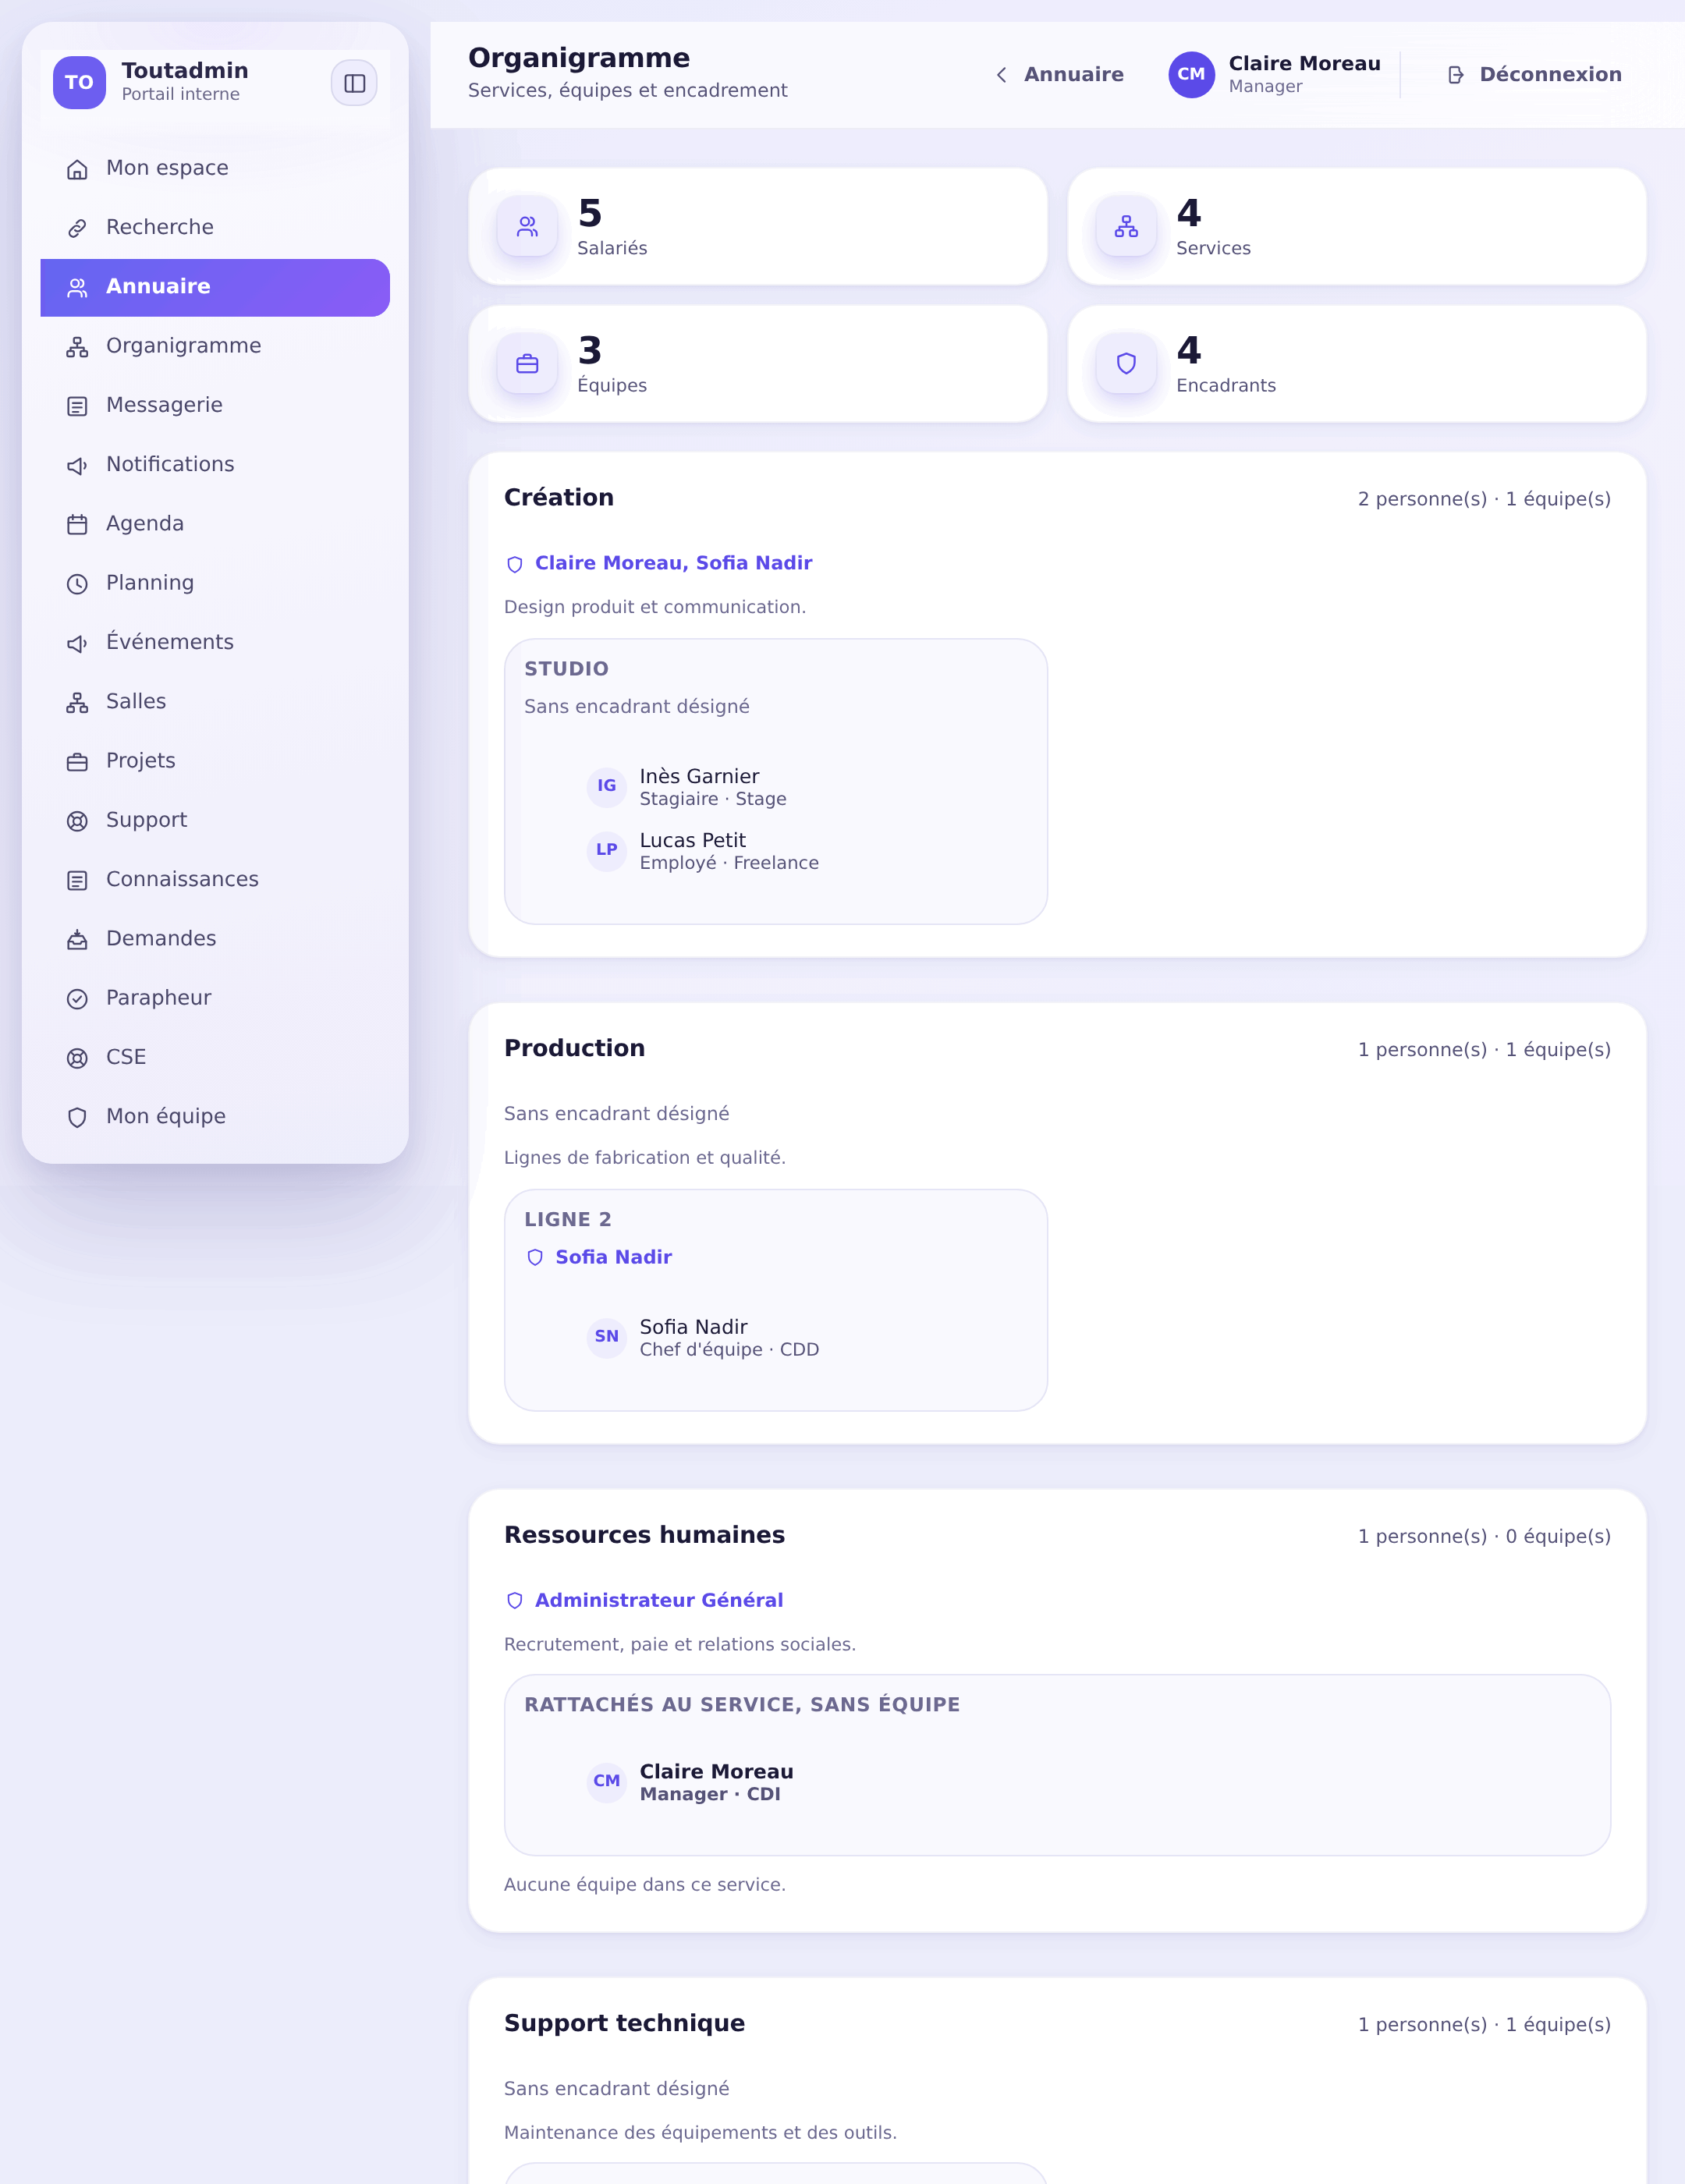 TO
Toutadmin
Portail interne
Mon espace
Recherche
Annuaire
Organigramme
Messagerie
Notifications
Agenda
Planning
Événements
Salles
Projets
Support
Connaissances
Demandes
Parapheur
CSE
Mon équipe
Organigramme
Services, équipes et encadrement
Annuaire
CM
Claire Moreau
Manager
Déconnexion
5
Salariés
4
Services
3
Équipes
4
Encadrants
Création
2 personne(s) · 1 équipe(s)
Claire Moreau, Sofia Nadir
Design produit et communication.
STUDIO
Sans encadrant désigné
IG
Inès Garnier
Stagiaire · Stage
LP
Lucas Petit
Employé · Freelance
Production
1 personne(s) · 1 équipe(s)
Sans encadrant désigné
Lignes de fabrication et qualité.
LIGNE 2
Sofia Nadir
SN
Sofia Nadir
Chef d'équipe · CDD
Ressources humaines
1 personne(s) · 0 équipe(s)
Administrateur Général
Recrutement, paie et relations sociales.
RATTACHÉS AU SERVICE, SANS ÉQUIPE
CM
Claire Moreau
Manager · CDI
Aucune équipe dans ce service.
Support technique
1 personne(s) · 1 équipe(s)
Sans encadrant désigné
Maintenance des équipements et des outils.